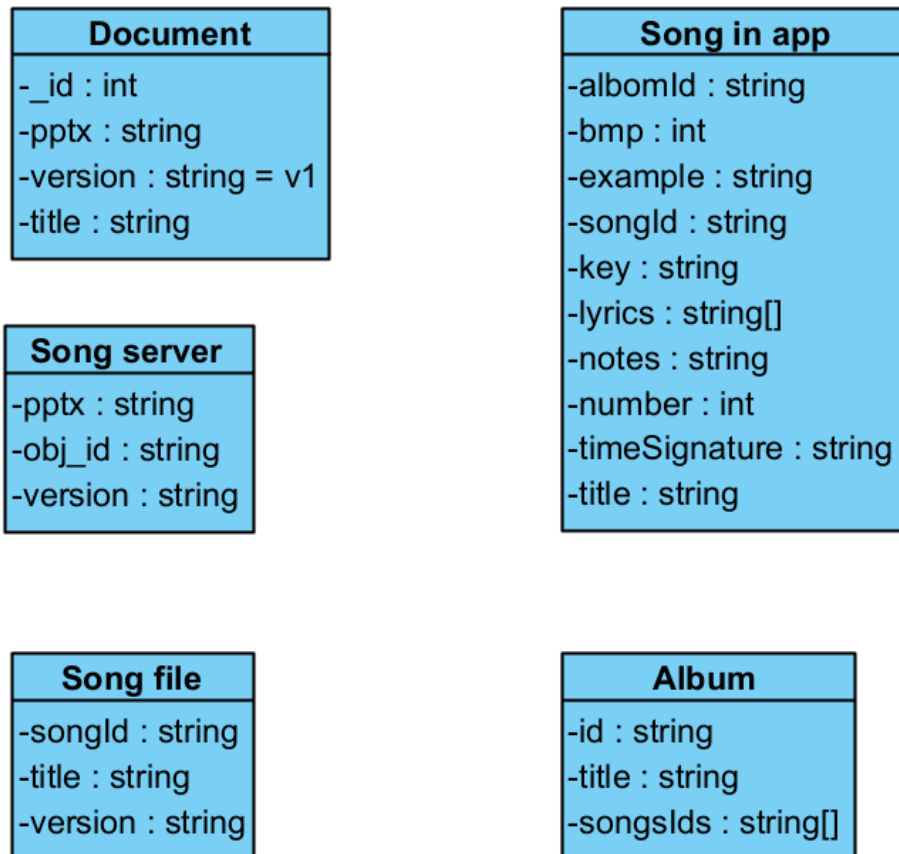 Document
-_id : int
-pptx : string
-version : string = v1
-title : string
Song server
-pptx : string
-obj_id : string
-version : string
Song file
-songId : string
-title : string
-version : string
Song in app
-albomId : string
-bmp : int
-example : string
-songId : string
-key : string
-lyrics : string[]
-notes : string
-number : int
-timeSignature : string
-title : string
Album
-id : string
-title : string
-songsIds : string[]